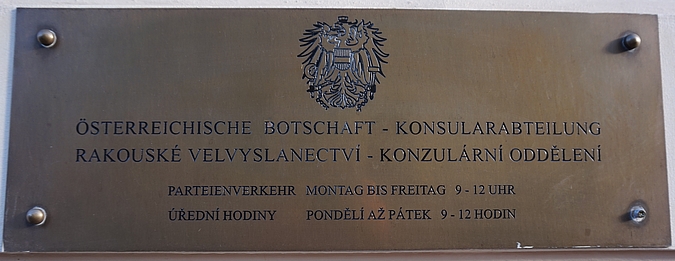 ÖSTERREICHISCHE BOTSCHAFT - KONSULARABTEILUNG
RAKOUSKÉ VELVYSLANECTVÍ - KONZULÁRNÍ ODDĚLENÍ
PARTEIENVERKEHR MONTAG BIS FREITAG 9 - 12 UHR
ÚŘEDNÍ HODINY PONDĚLÍ AŽ PÁTEK 9 - 12 HODIN